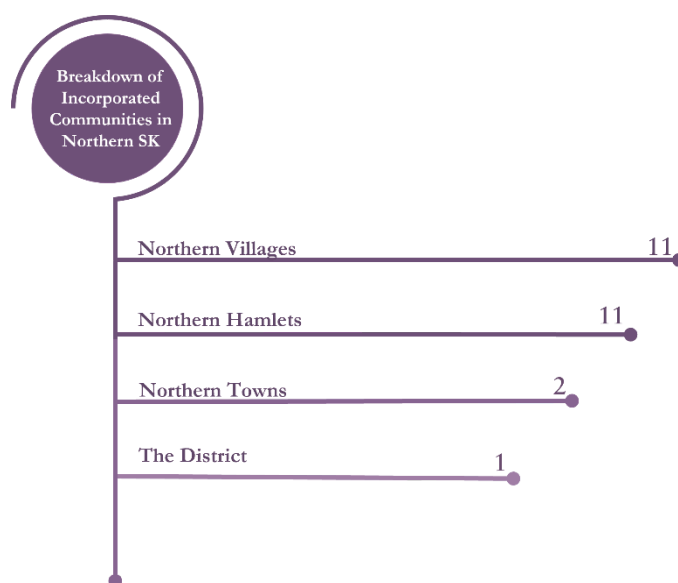 Breakdown of
Incorporated
Communities in
Northern SK
Northern Villages 11
Northern Hamlets 11
Northern Towns 2
The District 1